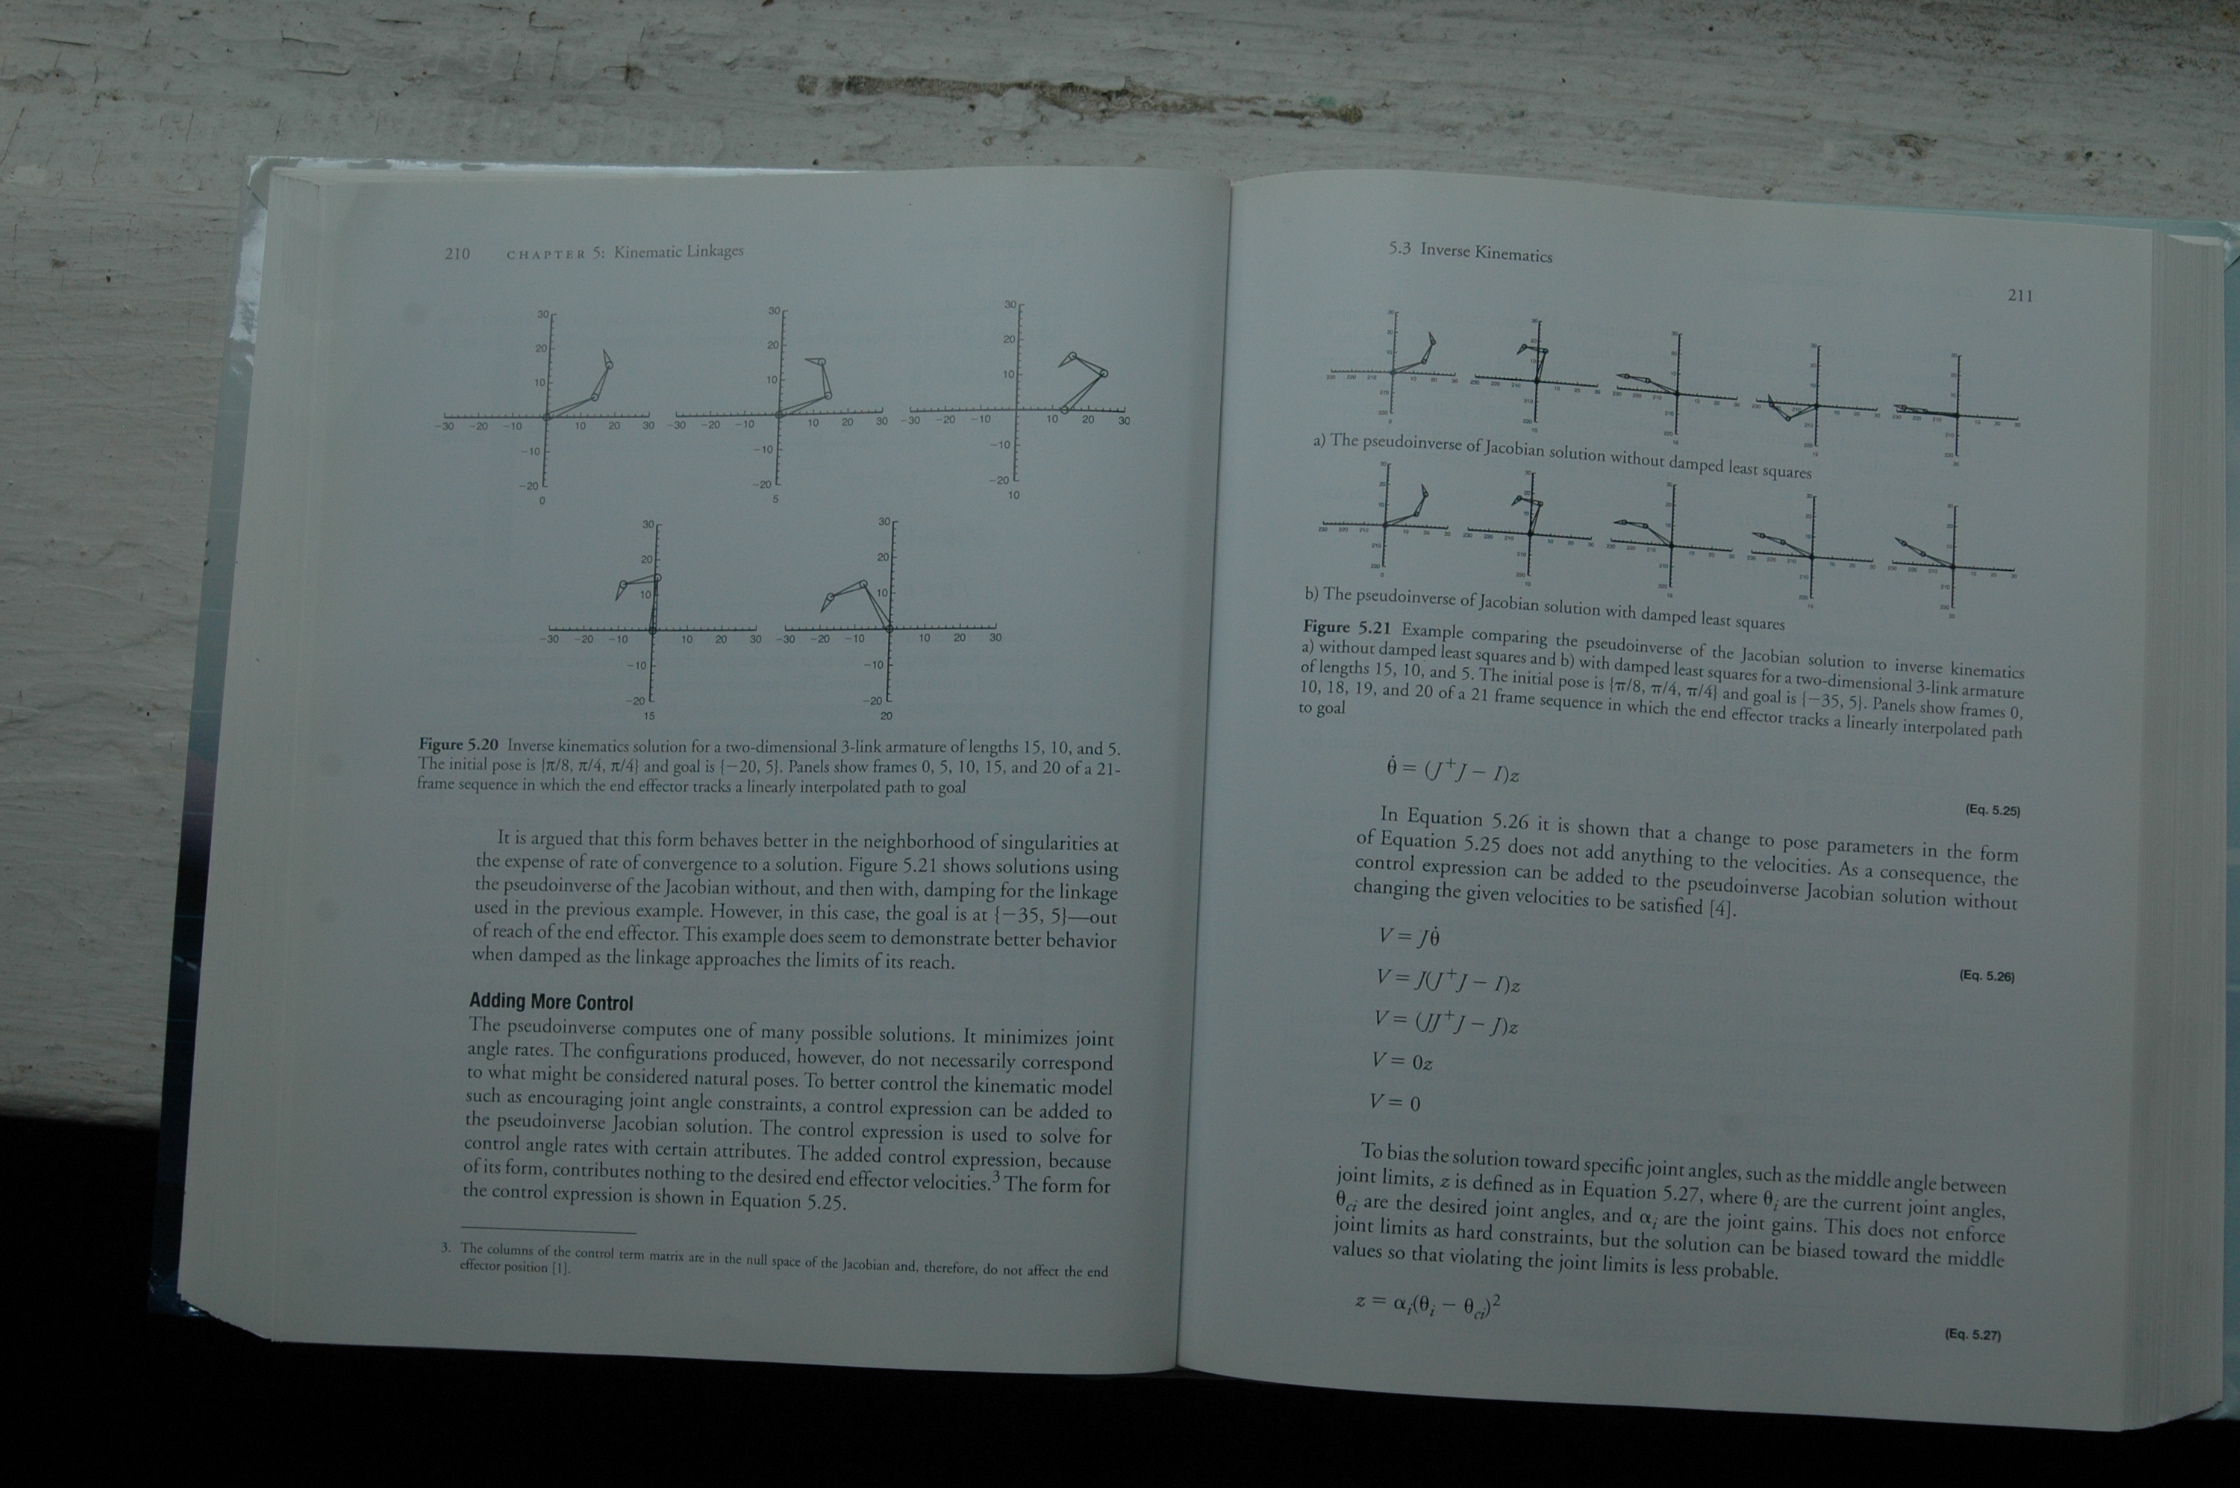 210 CHAPTER 5: Kinematic Linkages
30
20
10
-30 -20 -10 10 20 30
-10
-20
0
30
20
10
-30 -20 -10 10 20 30
-10
-20
5
30
20
10
-30 -20 -10 10 20 30
-10
-20
10
30
20
10
-30 -20 -10 10 20 30
-10
-20
15
30
20
10
-30 -20 -10 10 20 30
-10
-20
20
Figure 5.20 Inverse kinematics solution for a two-dimensional 3-link armature of lengths 15, 10, and 5.
The initial pose is {π/8, π/4, π/4} and goal is {−20, 5}. Panels show frames 0, 5, 10, 15, and 20 of a 21-
frame sequence in which the end effector tracks a linearly interpolated path to goal
It is argued that this form behaves better in the neighborhood of singularities at
the expense of rate of convergence to a solution. Figure 5.21 shows solutions using
the pseudoinverse of the Jacobian without, and then with, damping for the linkage
used in the previous example. However, in this case, the goal is at {−35, 5}—out
of reach of the end effector. This example does seem to demonstrate better behavior
when damped as the linkage approaches the limits of its reach.
Adding More Control
The pseudoinverse computes one of many possible solutions. It minimizes joint
angle rates. The configurations produced, however, do not necessarily correspond
to what might be considered natural poses. To better control the kinematic model
such as encouraging joint angle constraints, a control expression can be added to
the pseudoinverse Jacobian solution. The control expression is used to solve for
control angle rates with certain attributes. The added control expression, because
of its form, contributes nothing to the desired end effector velocities.³ The form for
the control expression is shown in Equation 5.25.
3. The columns of the control term matrix are in the null space of the Jacobian and, therefore, do not affect the end
effector position [1].
5.3 Inverse Kinematics
211
a) The pseudoinverse of Jacobian solution without damped least squares
b) The pseudoinverse of Jacobian solution with damped least squares
Figure 5.21 Example comparing the pseudoinverse of the Jacobian solution to inverse kinematics
a) without damped least squares and b) with damped least squares for a two-dimensional 3-link armature
of lengths 15, 10, and 5. The initial pose is {π/8, π/4, π/4} and goal is {−35, 5}. Panels show frames 0,
10, 18, 19, and 20 of a 21 frame sequence in which the end effector tracks a linearly interpolated path
to goal
θ̇ = (J⁺J − I)z
(Eq. 5.25)
In Equation 5.26 it is shown that a change to pose parameters in the form
of Equation 5.25 does not add anything to the velocities. As a consequence, the
control expression can be added to the pseudoinverse Jacobian solution without
changing the given velocities to be satisfied [4].
V = Jθ̇
V = J(J⁺J − I)z (Eq. 5.26)
V = (JJ⁺J − J)z
V = 0z
V = 0
To bias the solution toward specific joint angles, such as the middle angle between
joint limits, z is defined as in Equation 5.27, where θᵢ are the current joint angles,
θ_ci are the desired joint angles, and αᵢ are the joint gains. This does not enforce
joint limits as hard constraints, but the solution can be biased toward the middle
values so that violating the joint limits is less probable.
z = αᵢ(θᵢ − θ_ci)²
(Eq. 5.27)